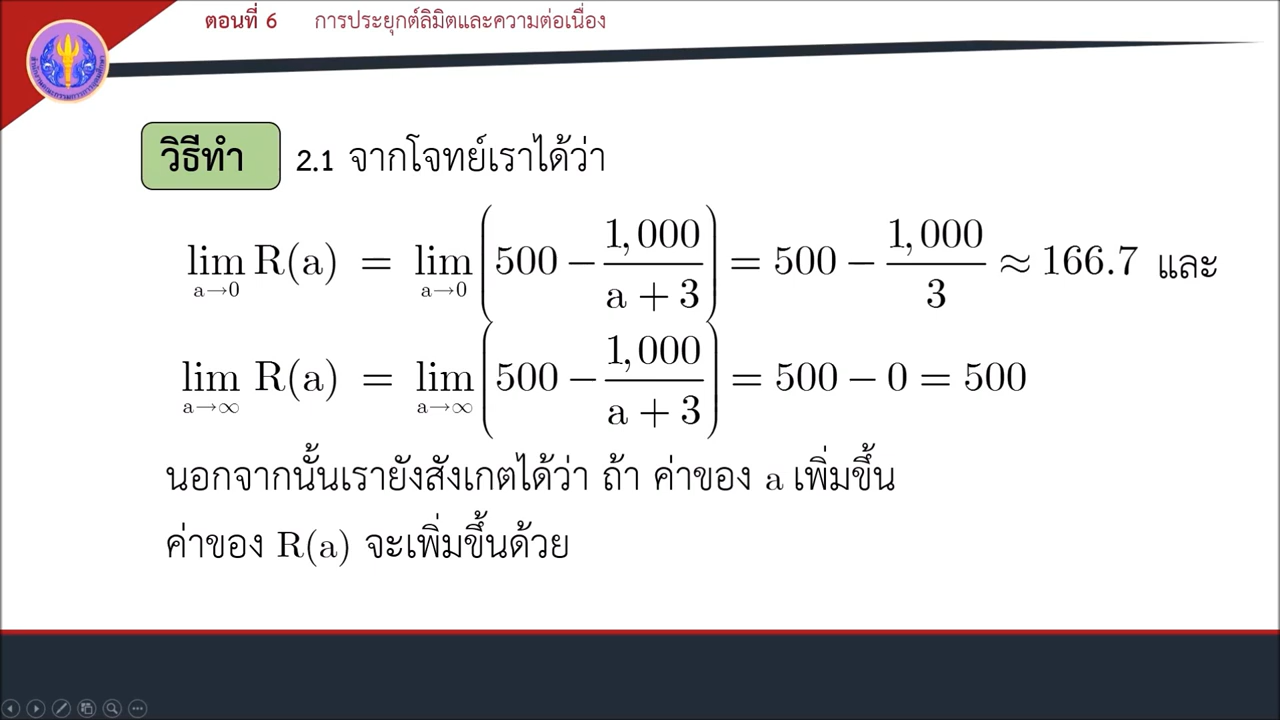 ตอนที่ 6 การประยุกต์ลิมิตและความต่อเนื่อง
วิธีทำ 2.1 จากโจทย์เราได้ว่า
lim_{a→0} R(a) = lim_{a→0} (500 − 1,000/(a + 3)) = 500 − 1,000/3 ≈ 166.7 และ
lim_{a→∞} R(a) = lim_{a→∞} (500 − 1,000/(a + 3)) = 500 − 0 = 500
นอกจากนั้นเรายังสังเกตได้ว่า ถ้า ค่าของ a เพิ่มขึ้น
ค่าของ R(a) จะเพิ่มขึ้นด้วย